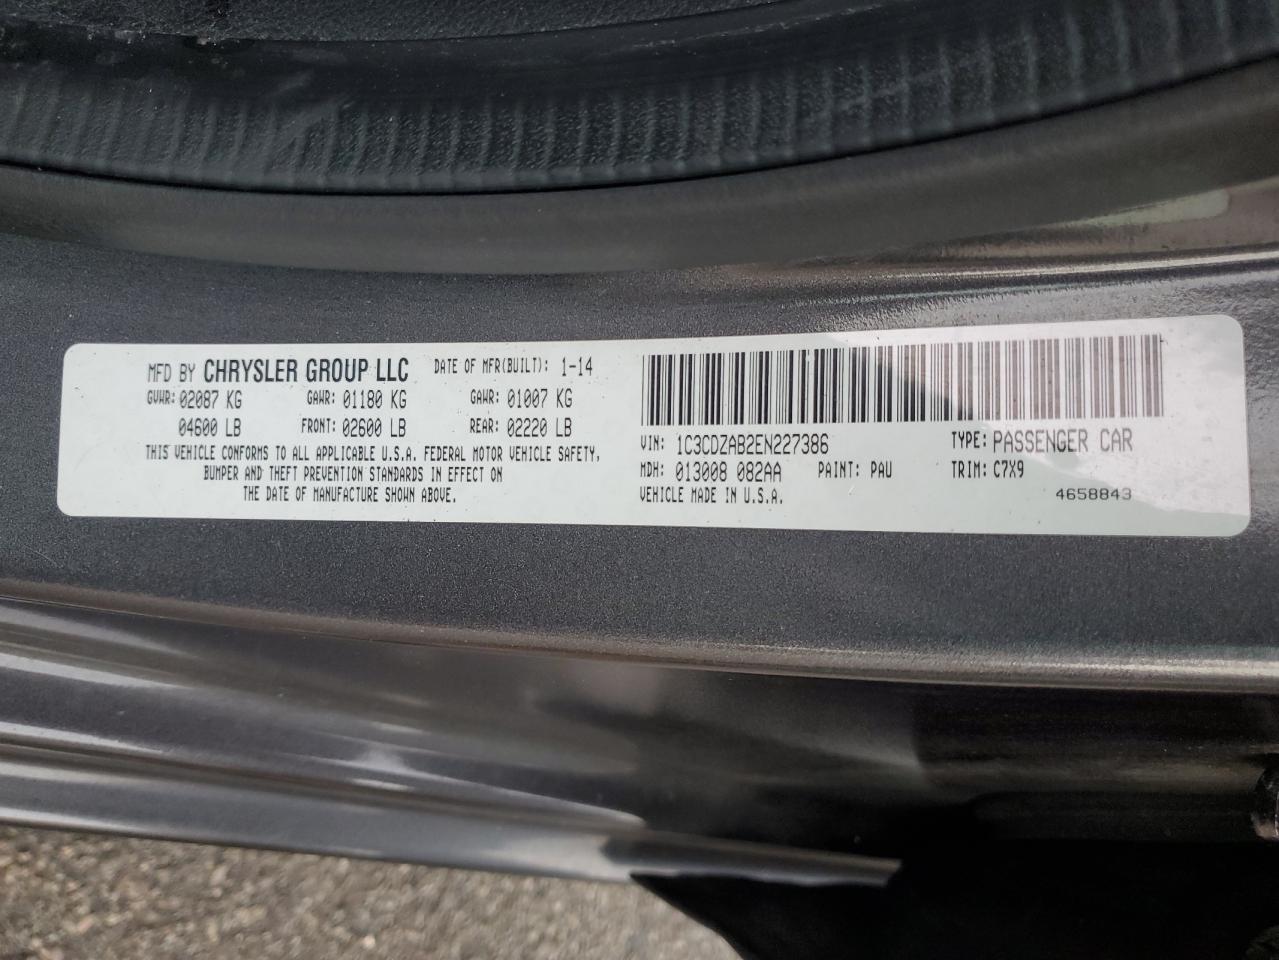 MFD BY CHRYSLER GROUP LLC DATE OF MFR(BUILT): 1-14
GVWR: 02087 KG GAWR: 01180 KG GAWR: 01007 KG
04600 LB FRONT: 02600 LB REAR: 02220 LB
THIS VEHICLE CONFORMS TO ALL APPLICABLE U.S.A. FEDERAL MOTOR VEHICLE SAFETY,
BUMPER AND THEFT PREVENTION STANDARDS IN EFFECT ON
THE DATE OF MANUFACTURE SHOWN ABOVE.
VIN: 1C3CDZAB2EN227386 TYPE: PASSENGER CAR
MDH: 013008 082AA PAINT: PAU TRIM: C7X9
VEHICLE MADE IN U.S.A. 4658843